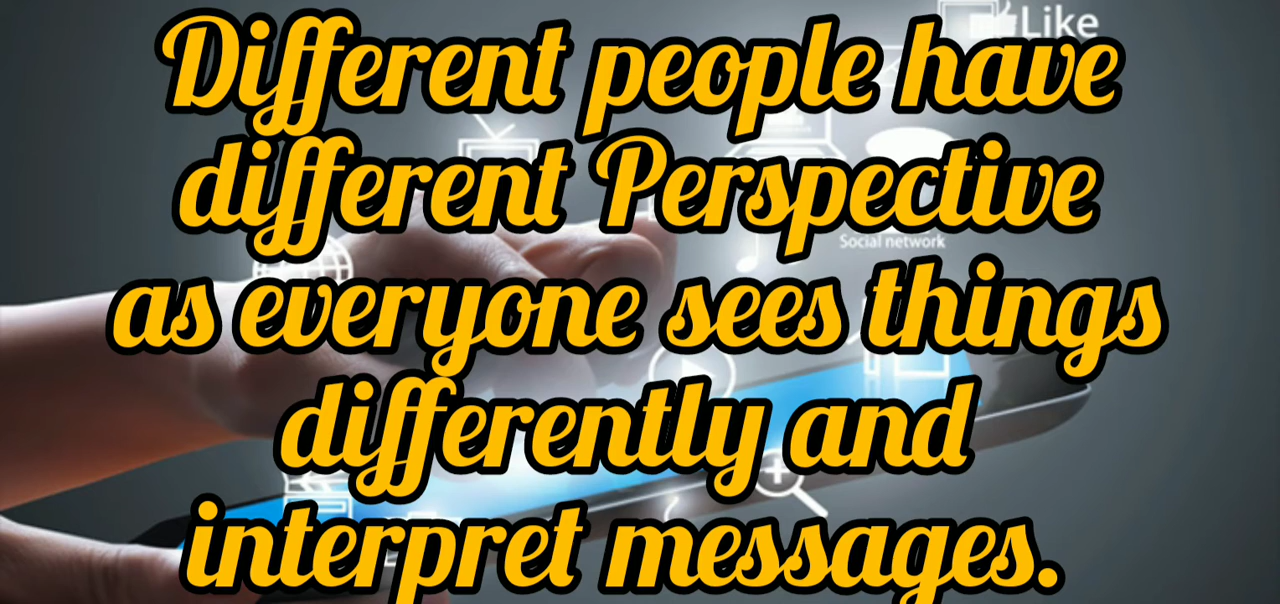 Like
Different people have
different Perspective
Social network
as everyone sees things
differently and
interpret messages.